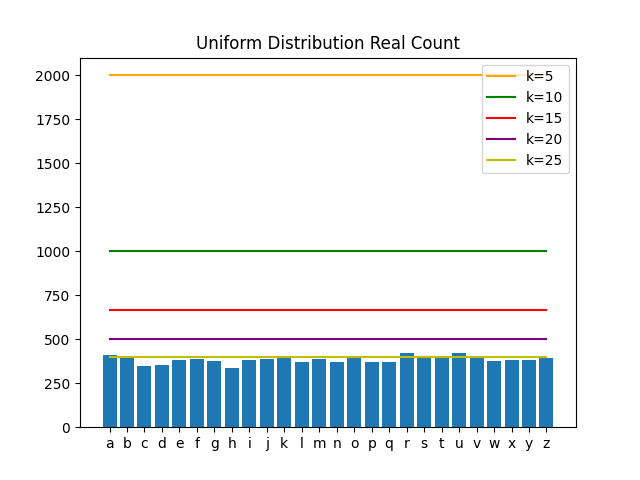 Uniform Distribution Real Count
2000
1750
1500
1250
1000
750
500
250
0
k=5
k=10
k=15
k=20
k=25
a b c d e f g h i j k l m n o p q r s t u v w x y z